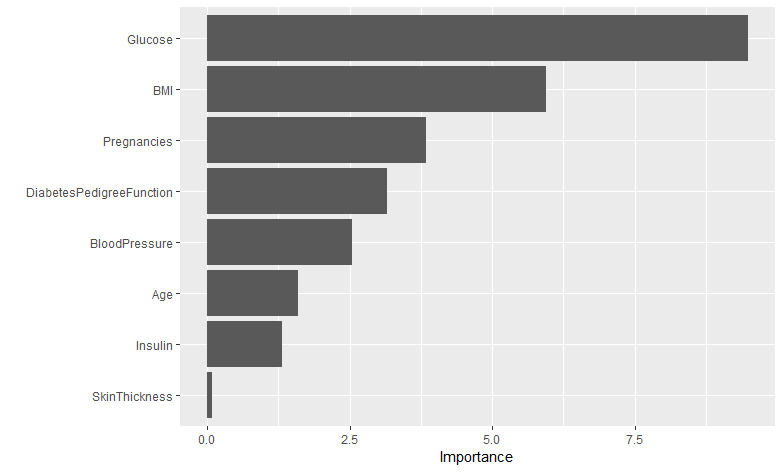 Glucose
BMI
Pregnancies
DiabetesPedigreeFunction
BloodPressure
Age
Insulin
SkinThickness
0.0 2.5 5.0 7.5
Importance